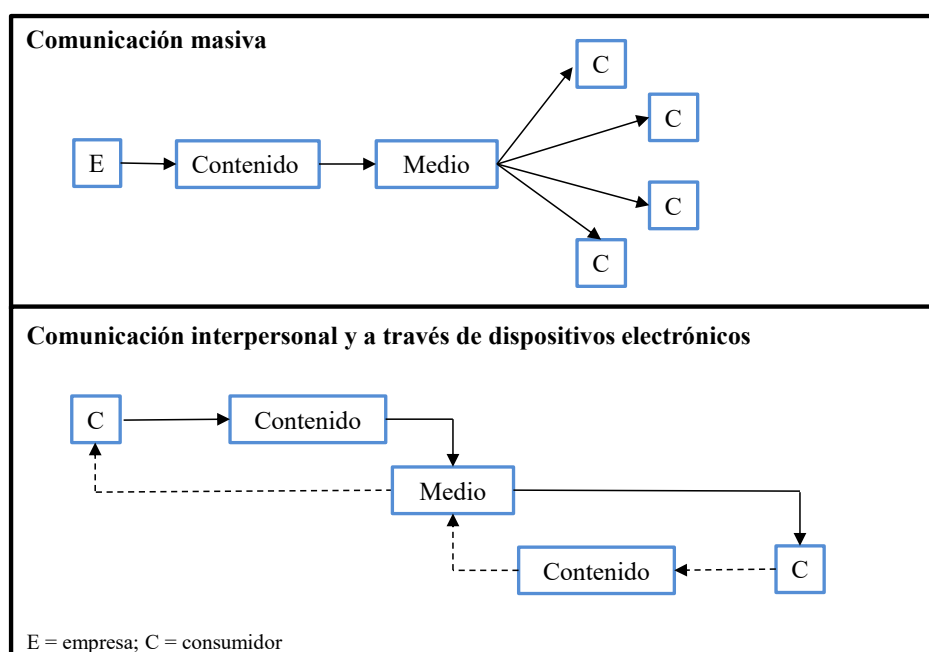 Comunicación masiva
C
C
E
Contenido
Medio
C
C
Comunicación interpersonal y a través de dispositivos electrónicos
C
Contenido
Medio
Contenido
C
E = empresa; C = consumidor